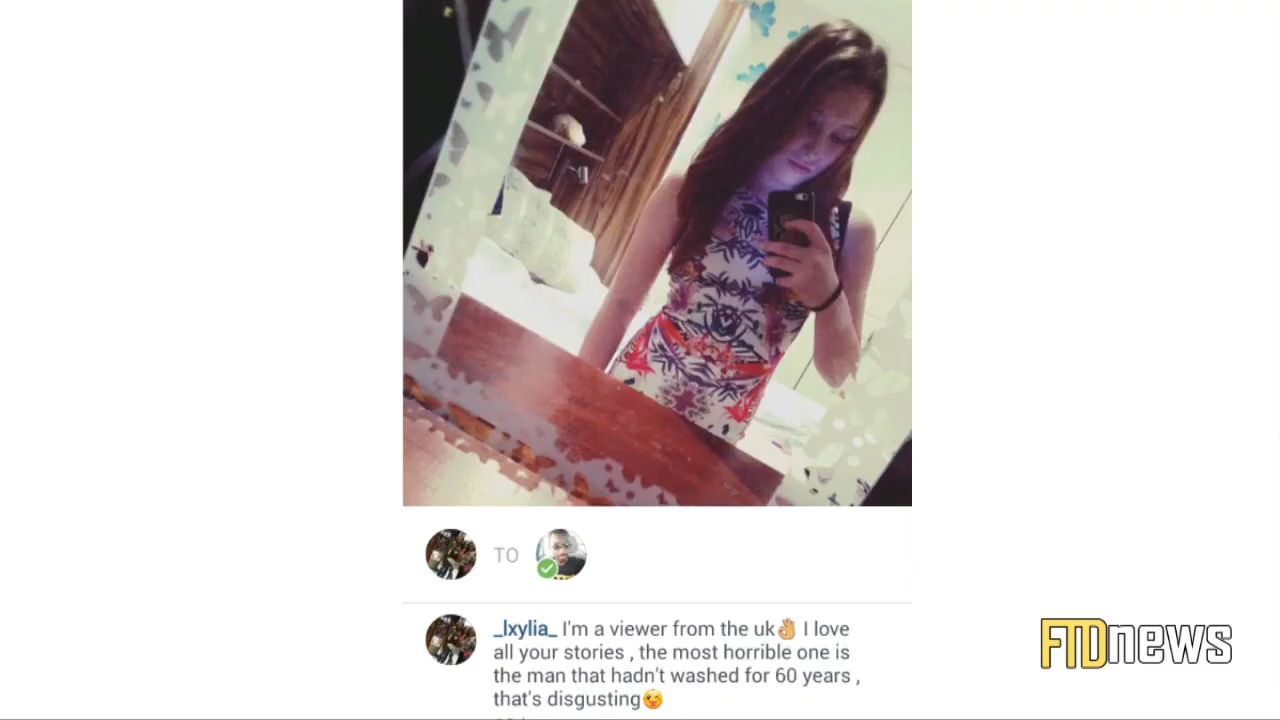 TO
_lxylia_ I'm a viewer from the uk👌 I love
all your stories , the most horrible one is
the man that hadn't washed for 60 years ,
that's disgusting😜
FTDnews